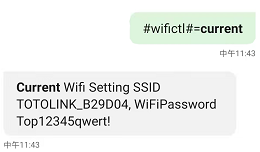 #wifictl#=current
中午11:43
Current Wifi Setting SSID
TOTOLINK_B29D04, WiFiPassword
Top12345qwert!
中午11:43